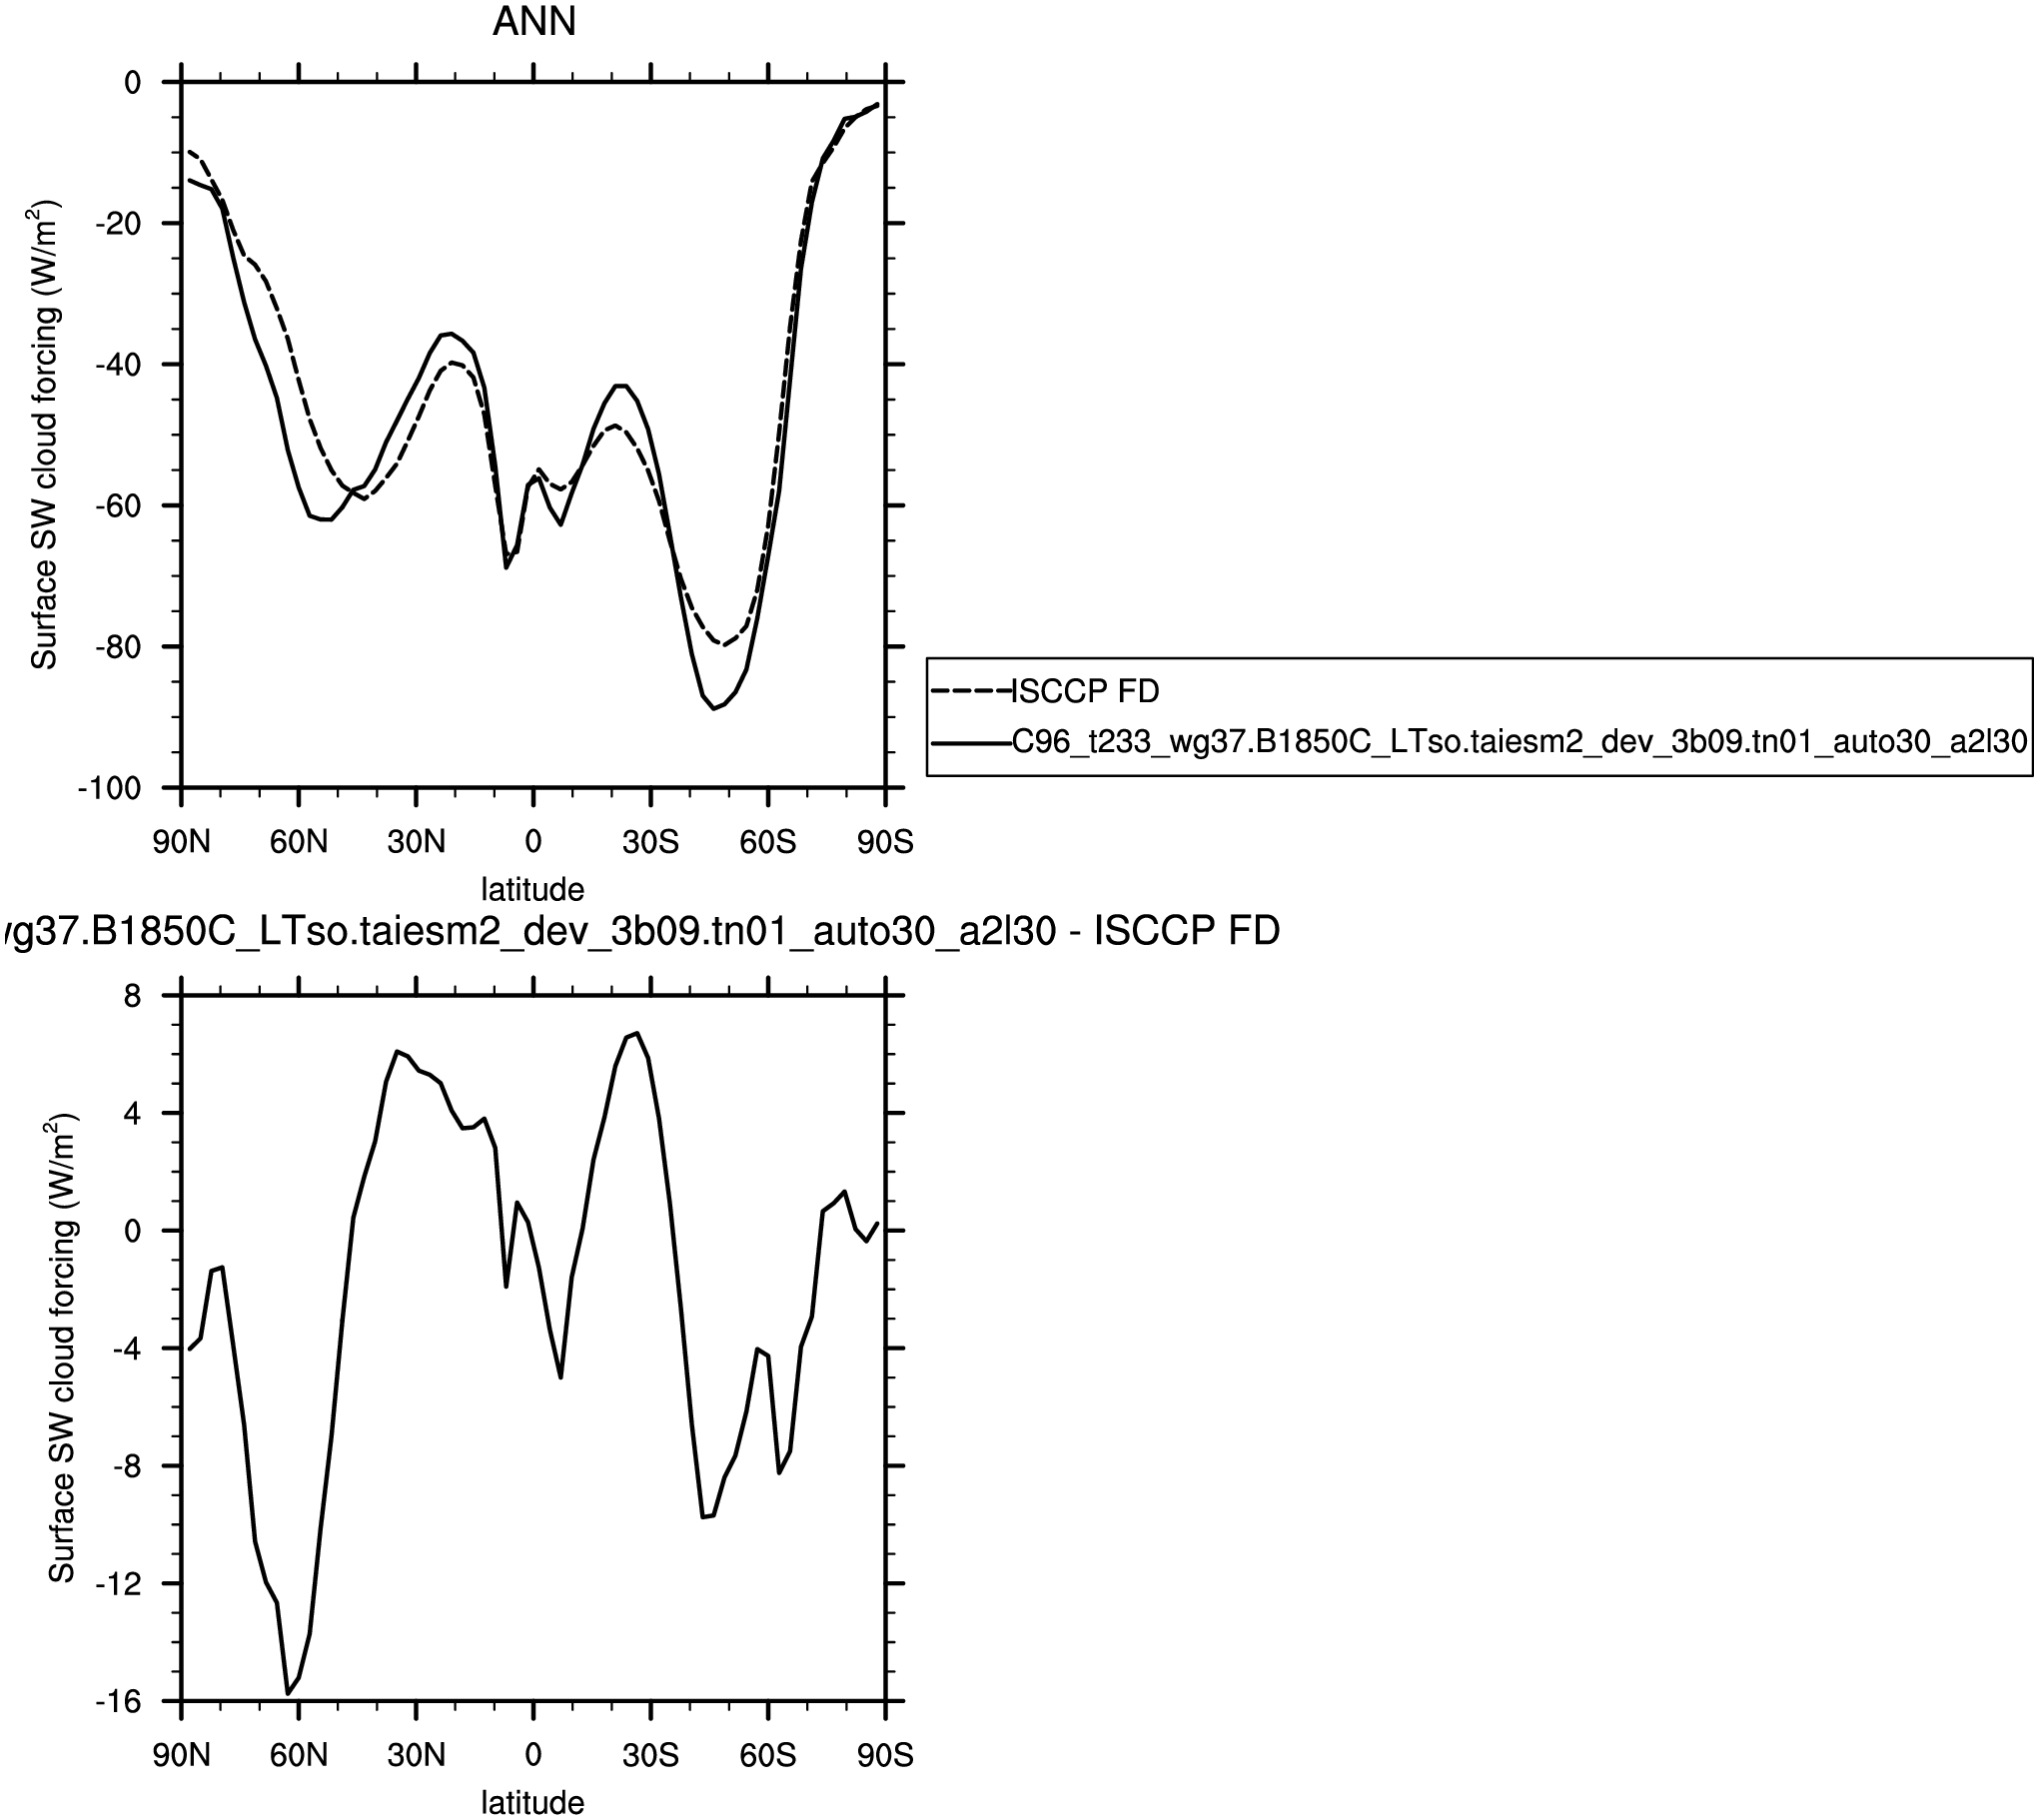 ANN
Surface SW cloud forcing (W/m²)
0
-20
-40
-60
-80
-100
90N 60N 30N 0 30S 60S 90S
latitude
ISCCP FD
C96_t233_wg37.B1850C_LTso.taiesm2_dev_3b09.tn01_auto30_a2l30
wg37.B1850C_LTso.taiesm2_dev_3b09.tn01_auto30_a2l30 - ISCCP FD
Surface SW cloud forcing (W/m²)
8
4
0
-4
-8
-12
-16
90N 60N 30N 0 30S 60S 90S
latitude